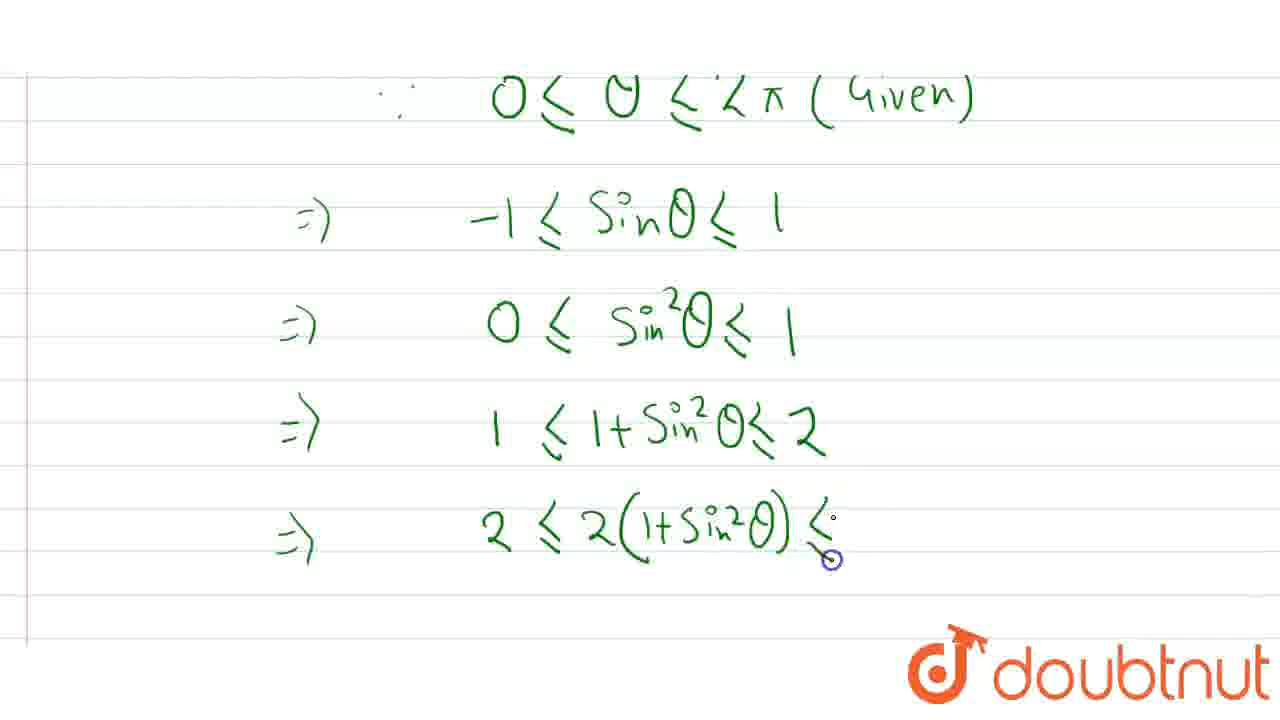 ∵ 0 ≤ θ ≤ 2π (Given)
⇒ -1 ≤ Sinθ ≤ 1
⇒ 0 ≤ Sin²θ ≤ 1
⇒ 1 ≤ 1+Sin²θ ≤ 2
⇒ 2 ≤ 2(1+Sin²θ) ≤
doubtnut